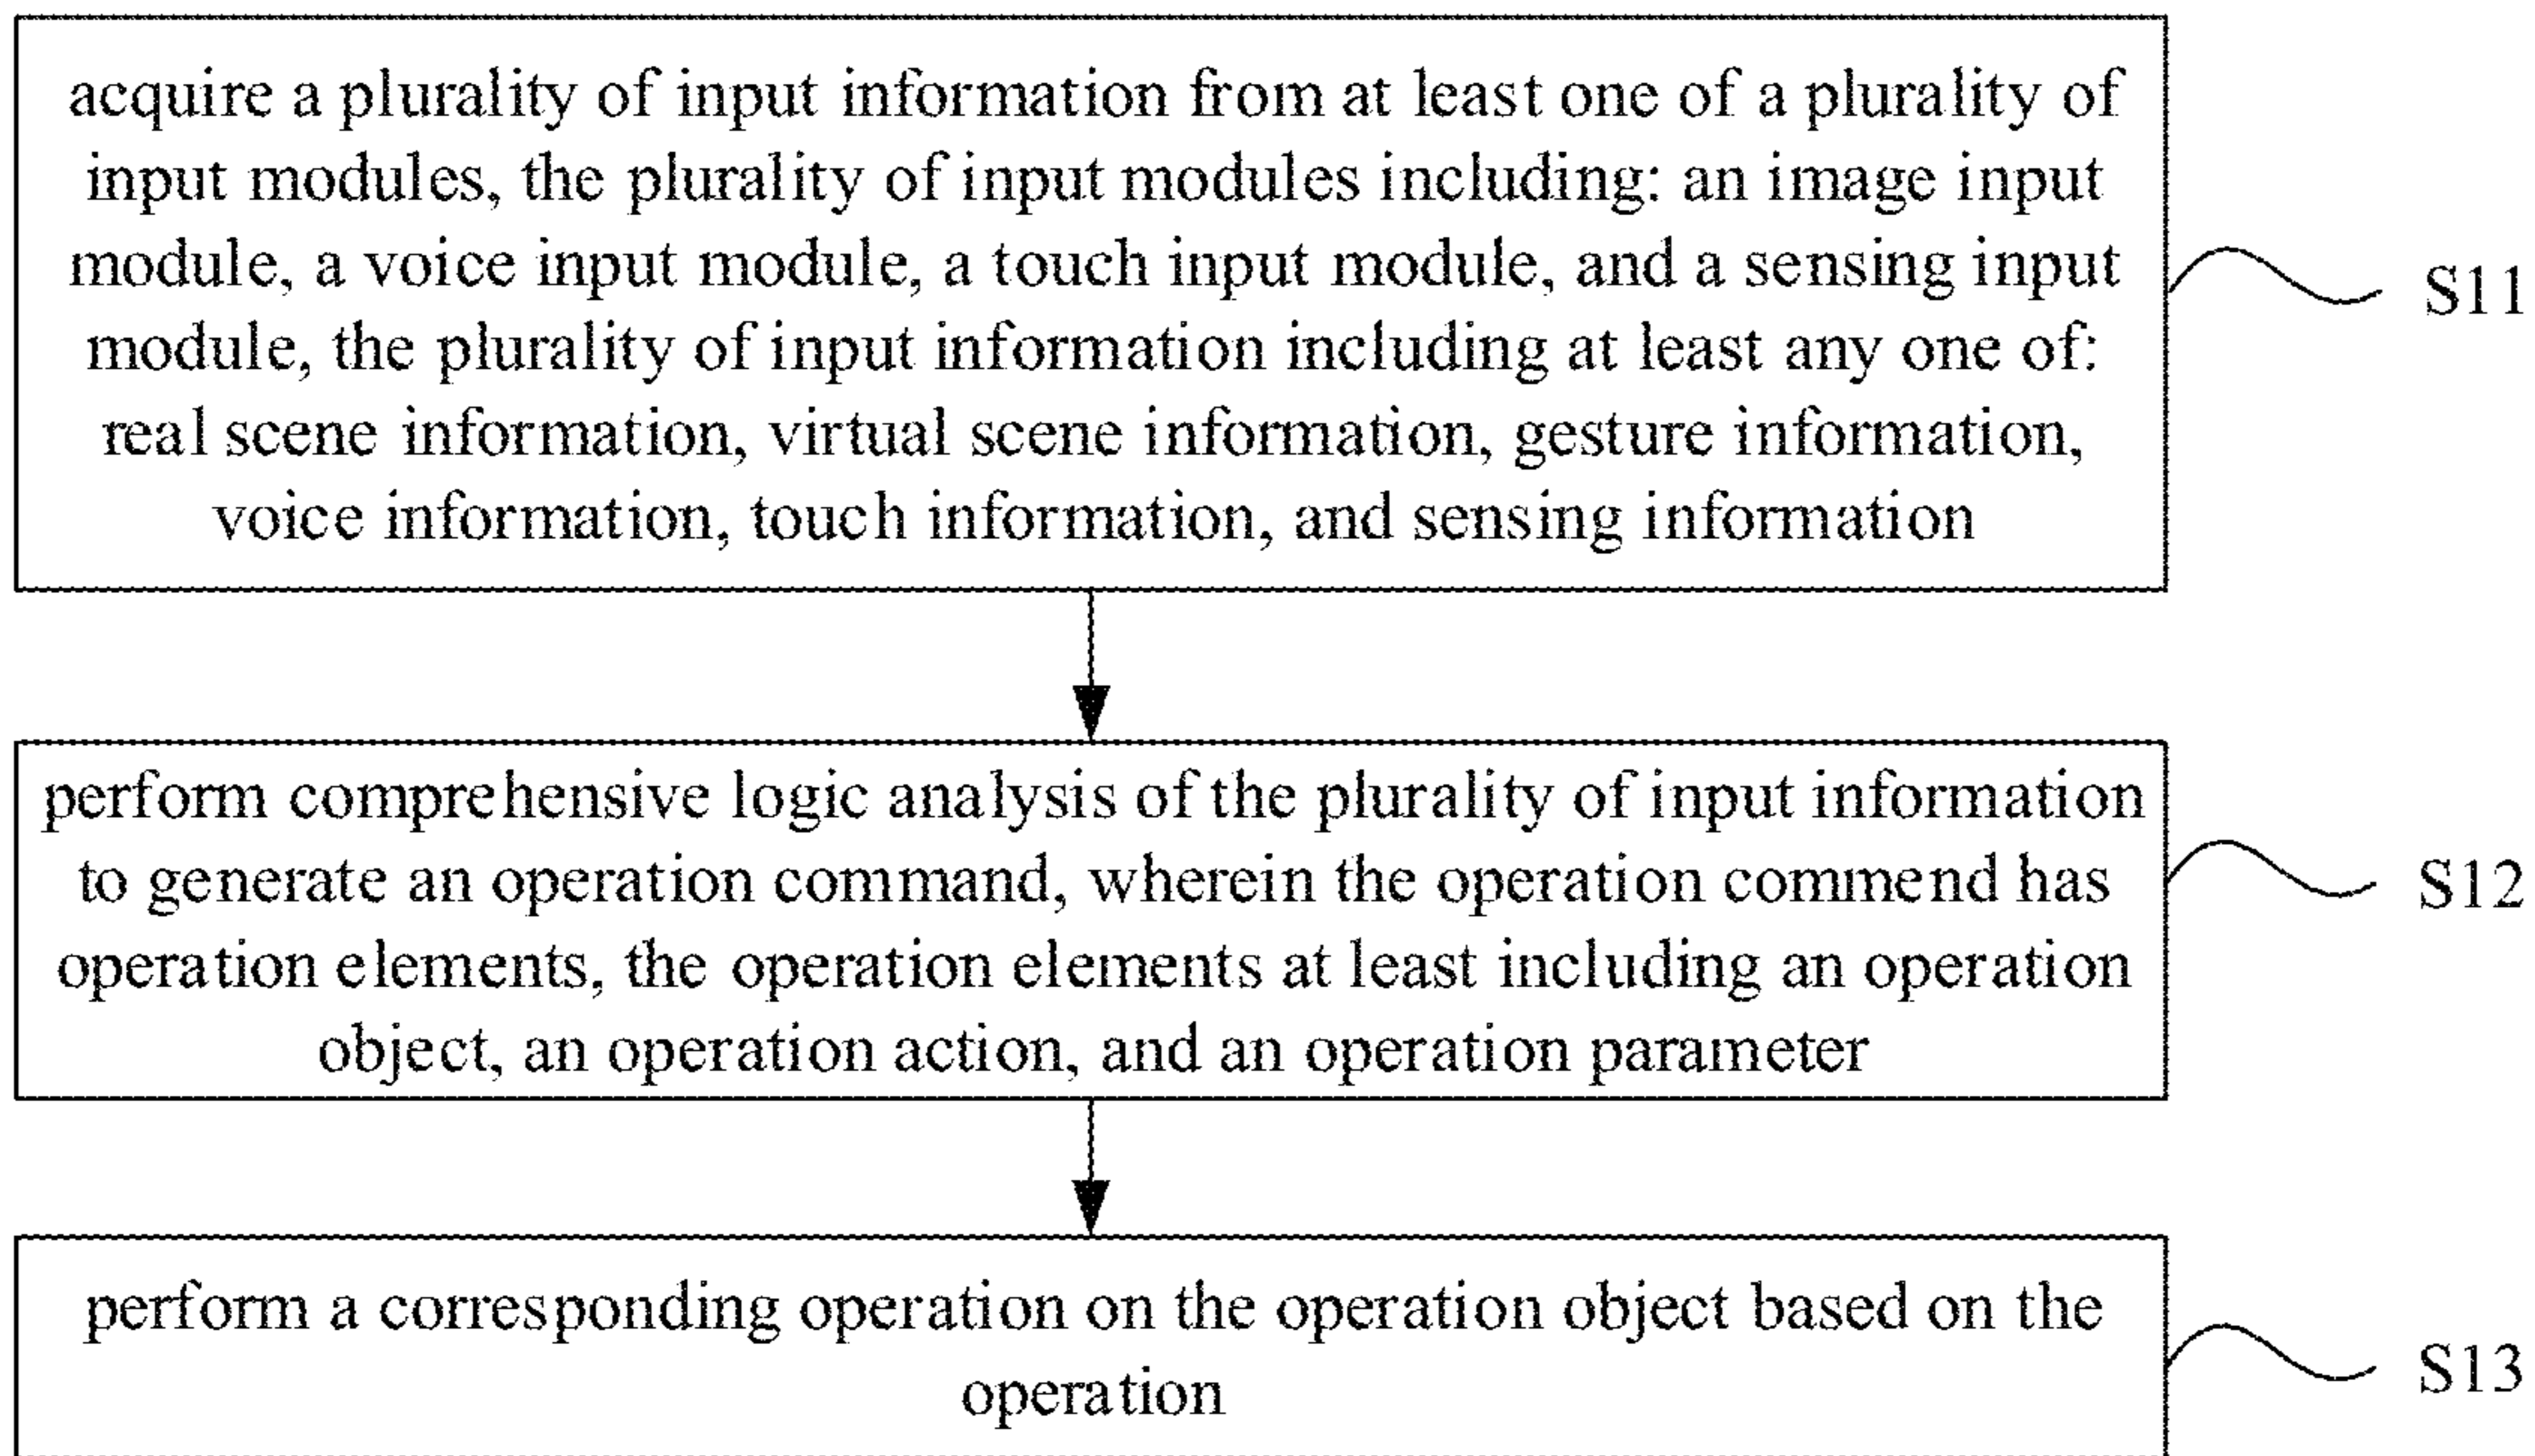 acquire a plurality of input information from at least one of a plurality of
input modules, the plurality of input modules including: an image input
module, a voice input module, a touch input module, and a sensing input
module, the plurality of input information including at least any one of:
real scene information, virtual scene information, gesture information,
voice information, touch information, and sensing information
S11
perform comprehensive logic analysis of the plurality of input information
to generate an operation command, wherein the operation commend has
operation elements, the operation elements at least including an operation
object, an operation action, and an operation parameter
S12
perform a corresponding operation on the operation object based on the
operation
S13